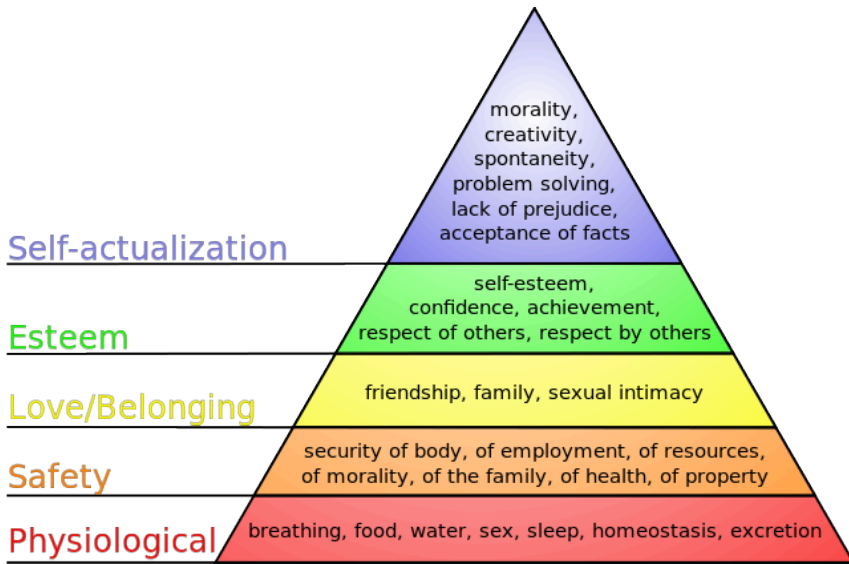 morality,
creativity,
spontaneity,
problem solving,
lack of prejudice,
acceptance of facts
Self-actualization
self-esteem,
confidence, achievement,
respect of others, respect by others
Esteem
friendship, family, sexual intimacy
Love/Belonging
security of body, of employment, of resources,
of morality, of the family, of health, of property
Safety
breathing, food, water, sex, sleep, homeostasis, excretion
Physiological